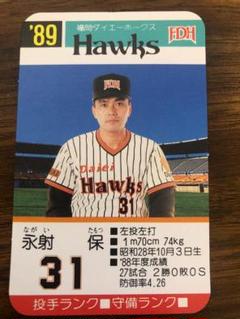 '89
福岡ダイエーホークス
Hawks
FDH
FDH
Daiei
Hawks
31
ながい たもつ
永射 保
31
■左投左打
■1m70cm 74kg
■昭和28年10月3日生
■'88年度成績
27試合 2勝0敗0S
防御率4.26
投手ランク■守備ランク■